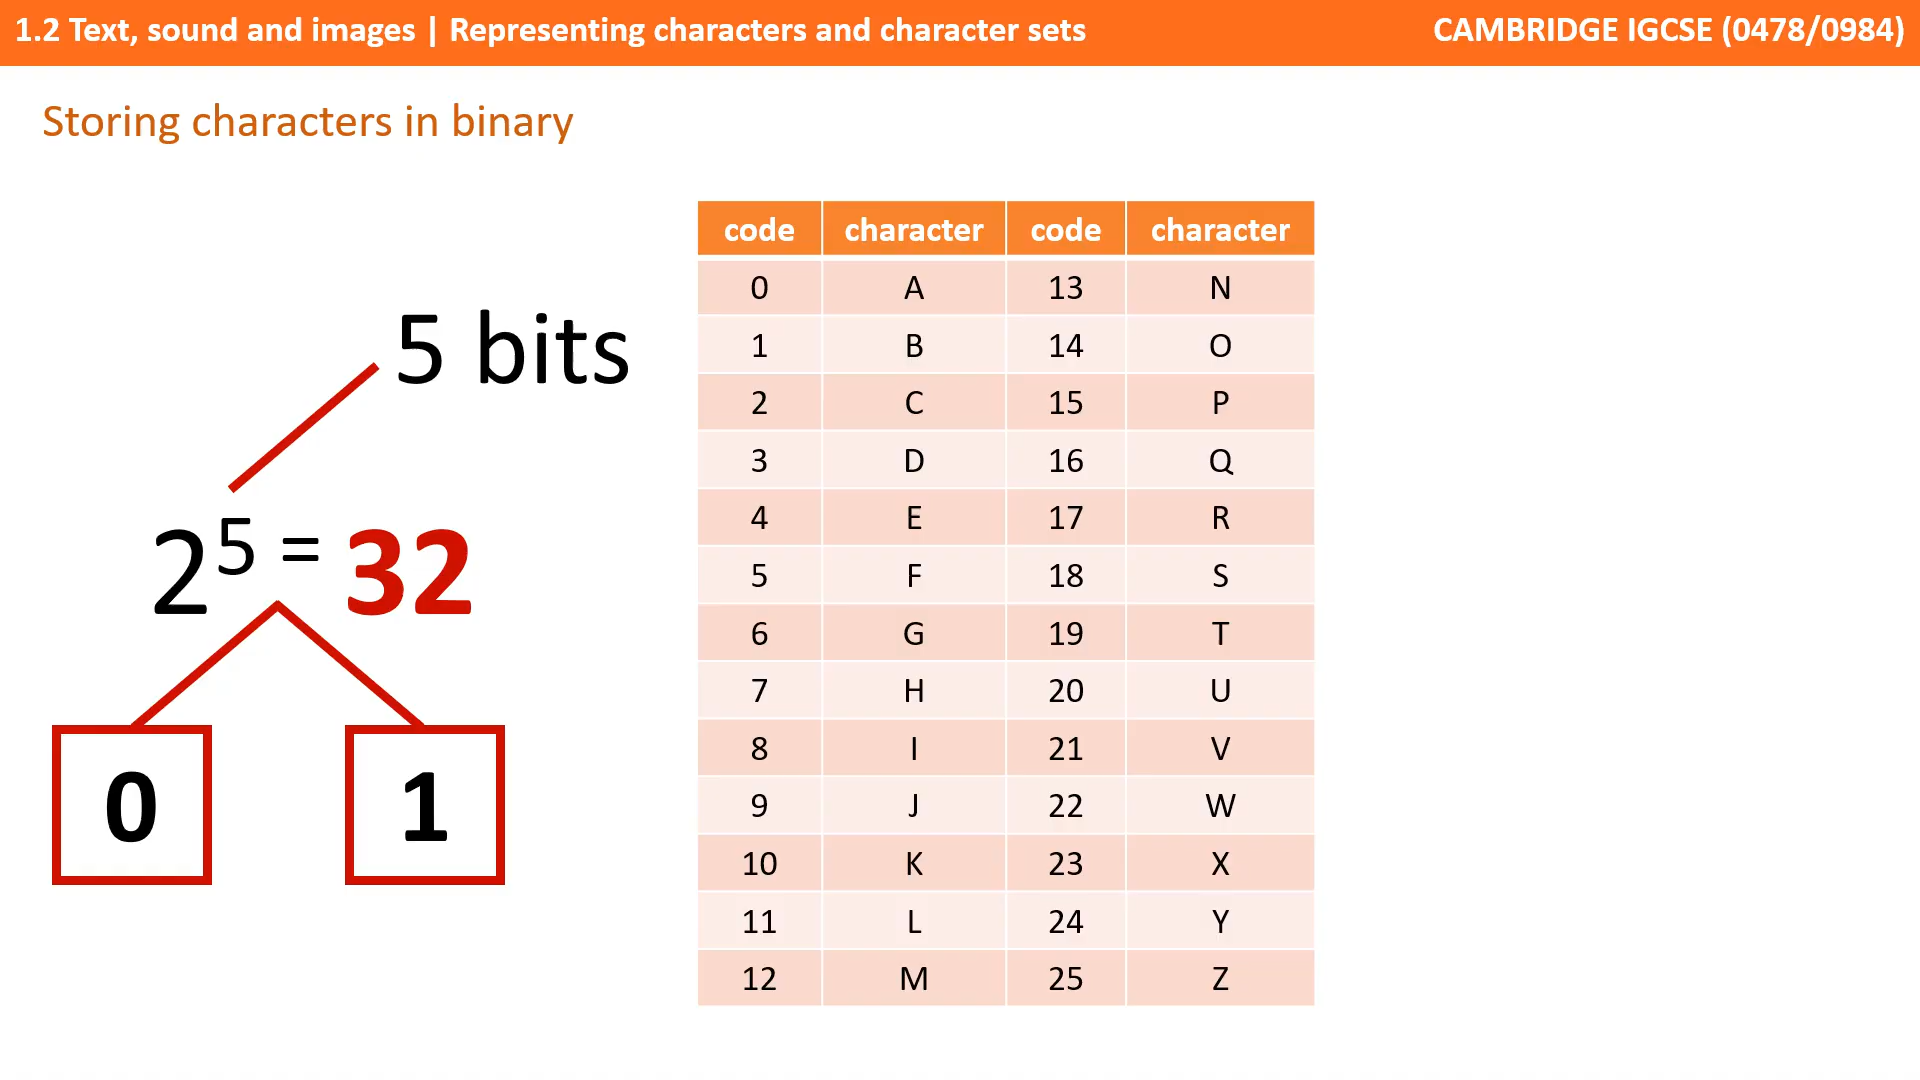 1.2 Text, sound and images | Representing characters and character sets CAMBRIDGE IGCSE (0478/0984)
Storing characters in binary
5 bits
2⁵ = 32
0 1
code character code character
0 A 13 N
1 B 14 O
2 C 15 P
3 D 16 Q
4 E 17 R
5 F 18 S
6 G 19 T
7 H 20 U
8 I 21 V
9 J 22 W
10 K 23 X
11 L 24 Y
12 M 25 Z